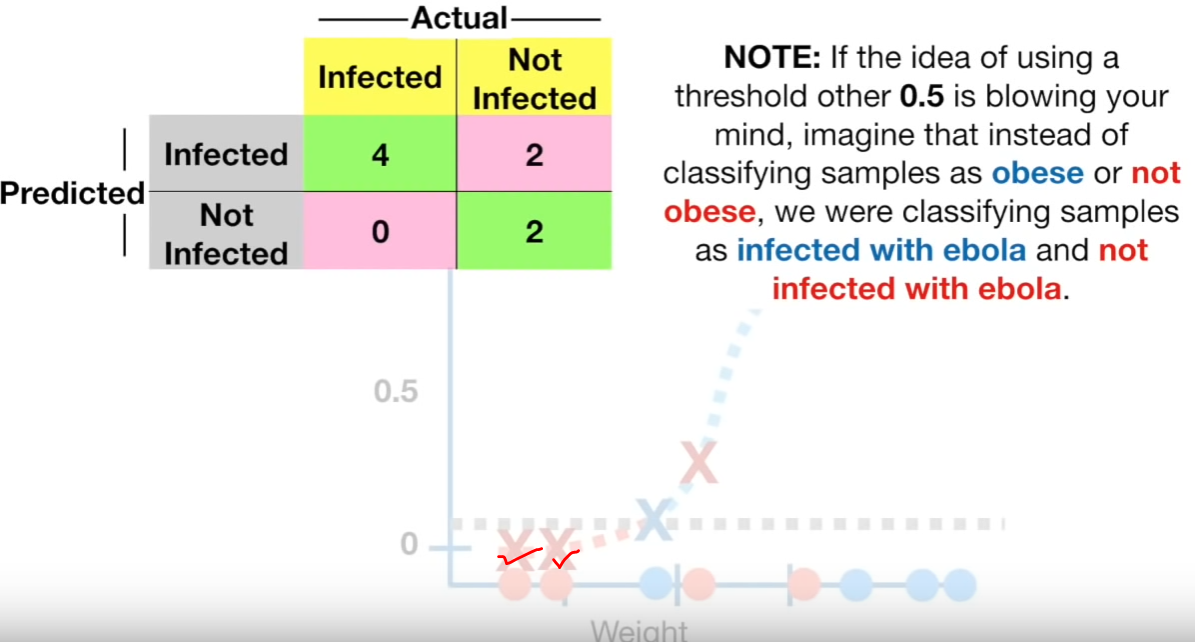 Actual
Infected
Not
Infected
Predicted
Infected
4
2
Not
Infected
0
2
NOTE: If the idea of using a
threshold other 0.5 is blowing your
mind, imagine that instead of
classifying samples as obese or not
obese, we were classifying samples
as infected with ebola and not
infected with ebola.
0.5
0
X
X
X
X
Weight